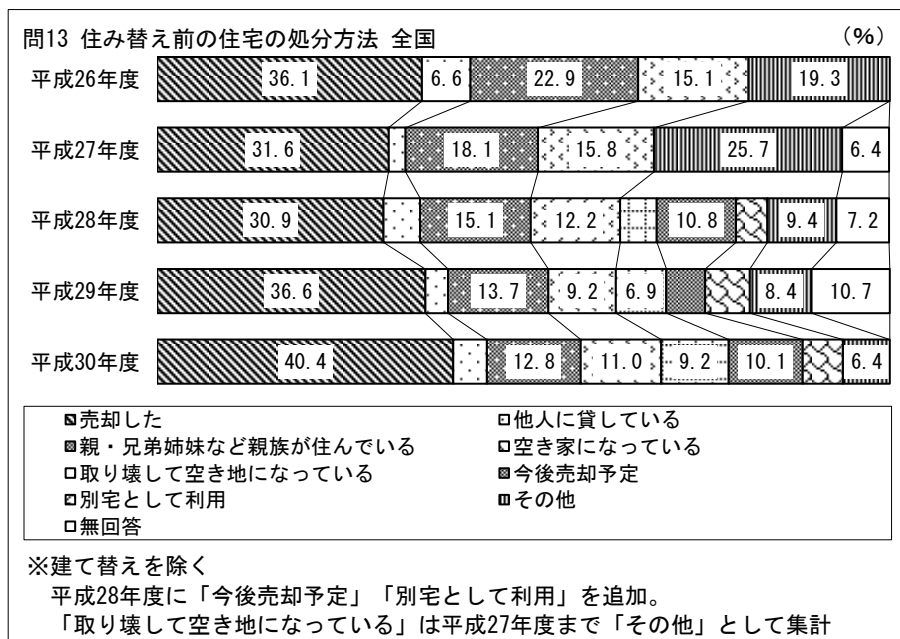 問13 住み替え前の住宅の処分方法 全国 (%)
平成26年度 36.1 6.6 22.9 15.1 19.3
平成27年度 31.6 18.1 15.8 25.7 6.4
平成28年度 30.9 15.1 12.2 10.8 9.4 7.2
平成29年度 36.6 13.7 9.2 6.9 8.4 10.7
平成30年度 40.4 12.8 11.0 9.2 10.1 6.4
売却した 他人に貸している
親・兄弟姉妹など親族が住んでいる 空き家になっている
取り壊して空き地になっている 今後売却予定
別宅として利用 その他
無回答
※建て替えを除く
平成28年度に「今後売却予定」「別宅として利用」を追加。
「取り壊して空き地になっている」は平成27年度まで「その他」として集計